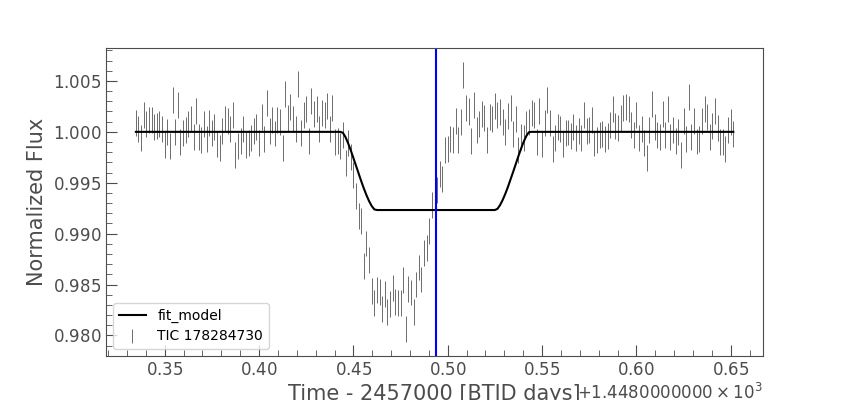 Normalized Flux
1.005
1.000
0.995
0.990
0.985
0.980
fit_model
TIC 178284730
0.35 0.40 0.45 0.50 0.55 0.60 0.65
Time - 2457000 [BTJD days]
+1.4480000000 × 10³